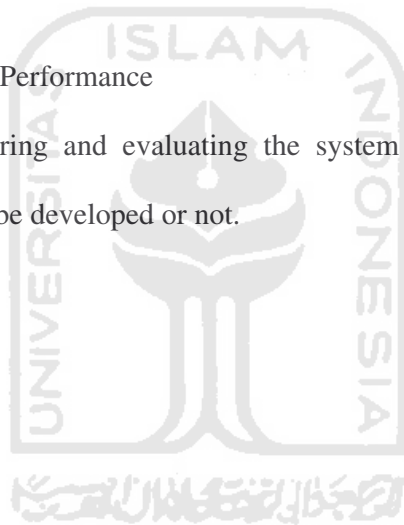 ISLAM
Performance
ring and evaluating the system
be developed or not.
UNIVERSITAS
INDONESIA